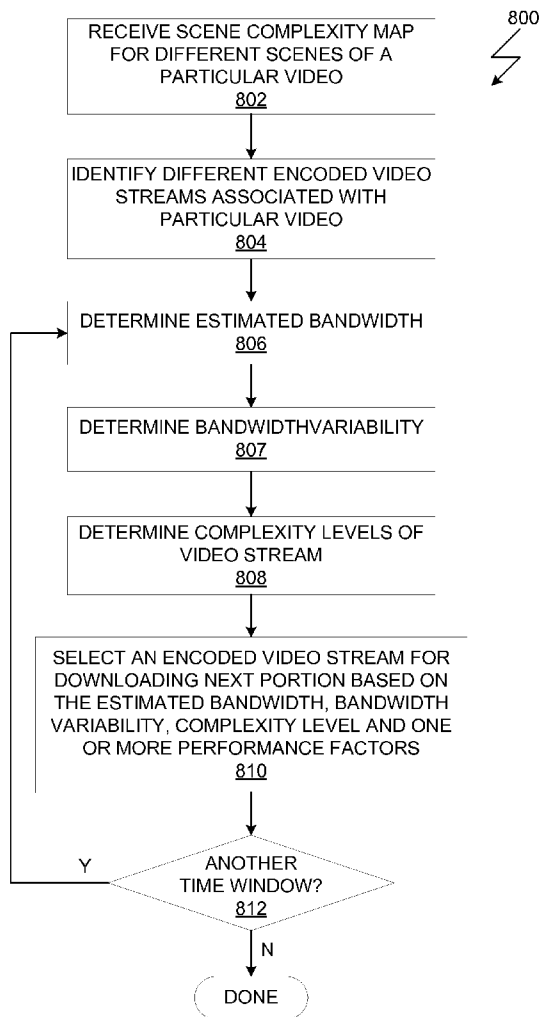 800
RECEIVE SCENE COMPLEXITY MAP
FOR DIFFERENT SCENES OF A
PARTICULAR VIDEO
802
IDENTIFY DIFFERENT ENCODED VIDEO
STREAMS ASSOCIATED WITH
PARTICULAR VIDEO
804
DETERMINE ESTIMATED BANDWIDTH
806
DETERMINE BANDWIDTHVARIABILITY
807
DETERMINE COMPLEXITY LEVELS OF
VIDEO STREAM
808
SELECT AN ENCODED VIDEO STREAM FOR
DOWNLOADING NEXT PORTION BASED ON
THE ESTIMATED BANDWIDTH, BANDWIDTH
VARIABILITY, COMPLEXITY LEVEL AND ONE
OR MORE PERFORMANCE FACTORS
810
Y
ANOTHER
TIME WINDOW?
812
N
DONE